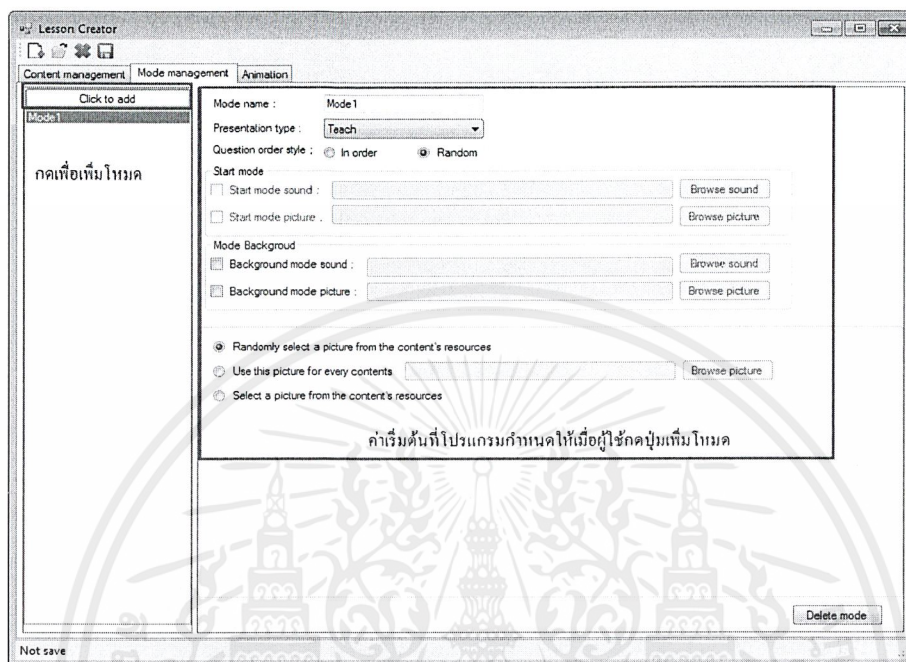 Lesson Creator
Content management Mode management Animation
Click to add
Mode1
กดเพื่อเพิ่มโหมด
Mode name : Mode1
Presentation type : Teach
Question order style : In order Random
Start mode
Start mode sound : Browse sound
Start mode picture : Browse picture
Mode Backgroud
Background mode sound : Browse sound
Background mode picture : Browse picture
Randomly select a picture from the content's resources
Use this picture for every contents Browse picture
Select a picture from the content's resources
ค่าเริ่มต้นที่โปรแกรมกำหนดให้เมื่อผู้ใช้กดปุ่มเพิ่มโหมด
Delete mode
Not save